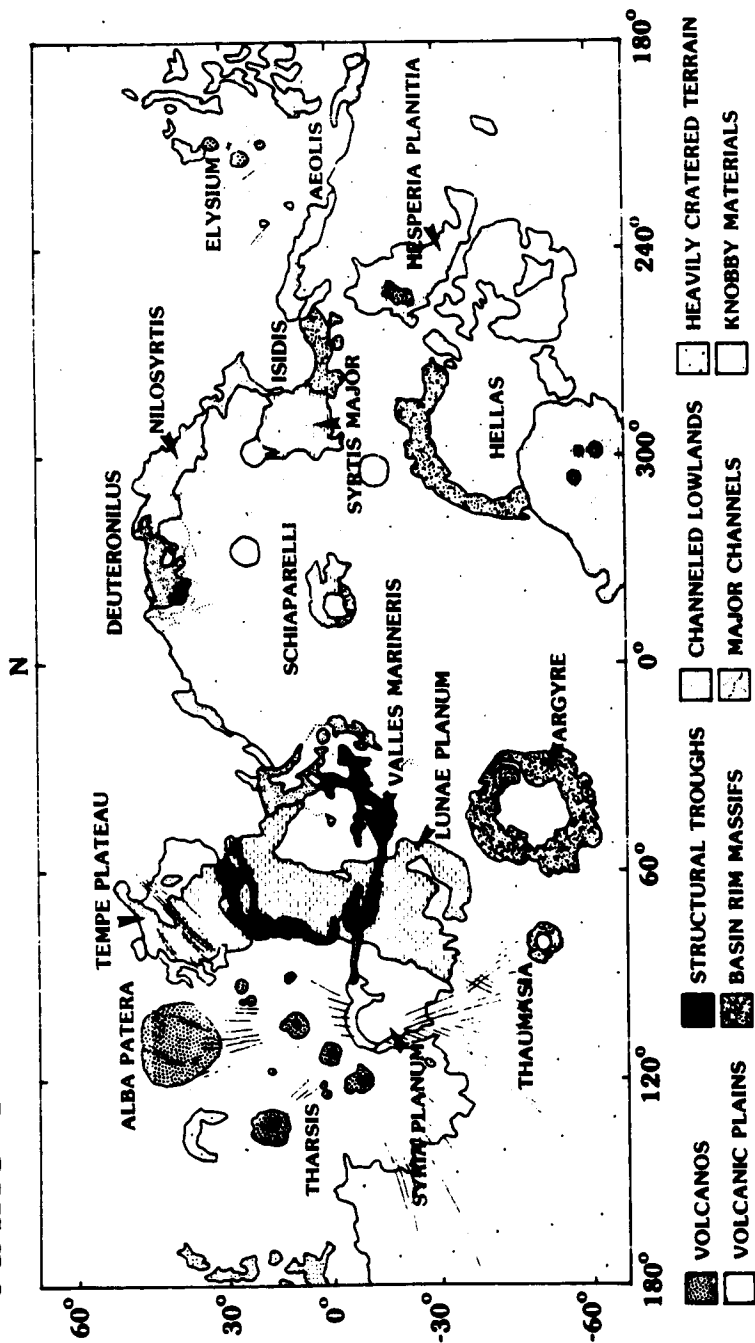 N
TEMPE PLATEAU
ALBA PATERA
THARSIS
SYRIA PLANUM
THAUMASIA
LUNAE PLANUM
VALLES MARINERIS
ARGYRE
SCHIAPARELLI
DEUTERONILUS
NILOSYRTIS
SYRTIS MAJOR
ISIDIS
HELLAS
ELYSIUM
AEOLIS
HESPERIA PLANITIA
60°
30°
0°
-30°
-60°
180°
120°
60°
0°
300°
240°
180°
VOLCANOS
STRUCTURAL TROUGHS
CHANNELED LOWLANDS
HEAVILY CRATERED TERRAIN
VOLCANIC PLAINS
BASIN RIM MASSIFS
MAJOR CHANNELS
KNOBBY MATERIALS